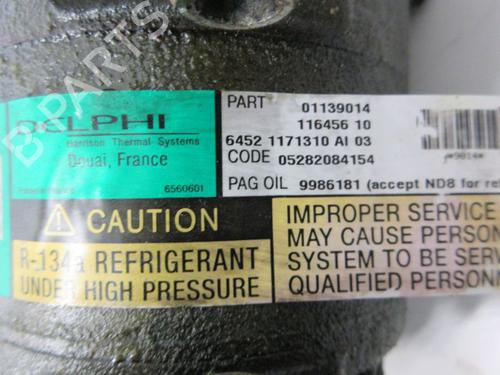 B-PARTS
DELPHI
Harrison Thermal Systems
Douai, France
6560601
PART 01139014
116456 10
6452 1171310 AI 03
CODE 05282084154
PAG OIL 9986181 (accept ND8 for
CAUTION
R-134a REFRIGERANT
UNDER HIGH PRESSURE
IMPROPER SERVICE
MAY CAUSE PERSON
SYSTEM TO BE SERV
QUALIFIED PERSONN